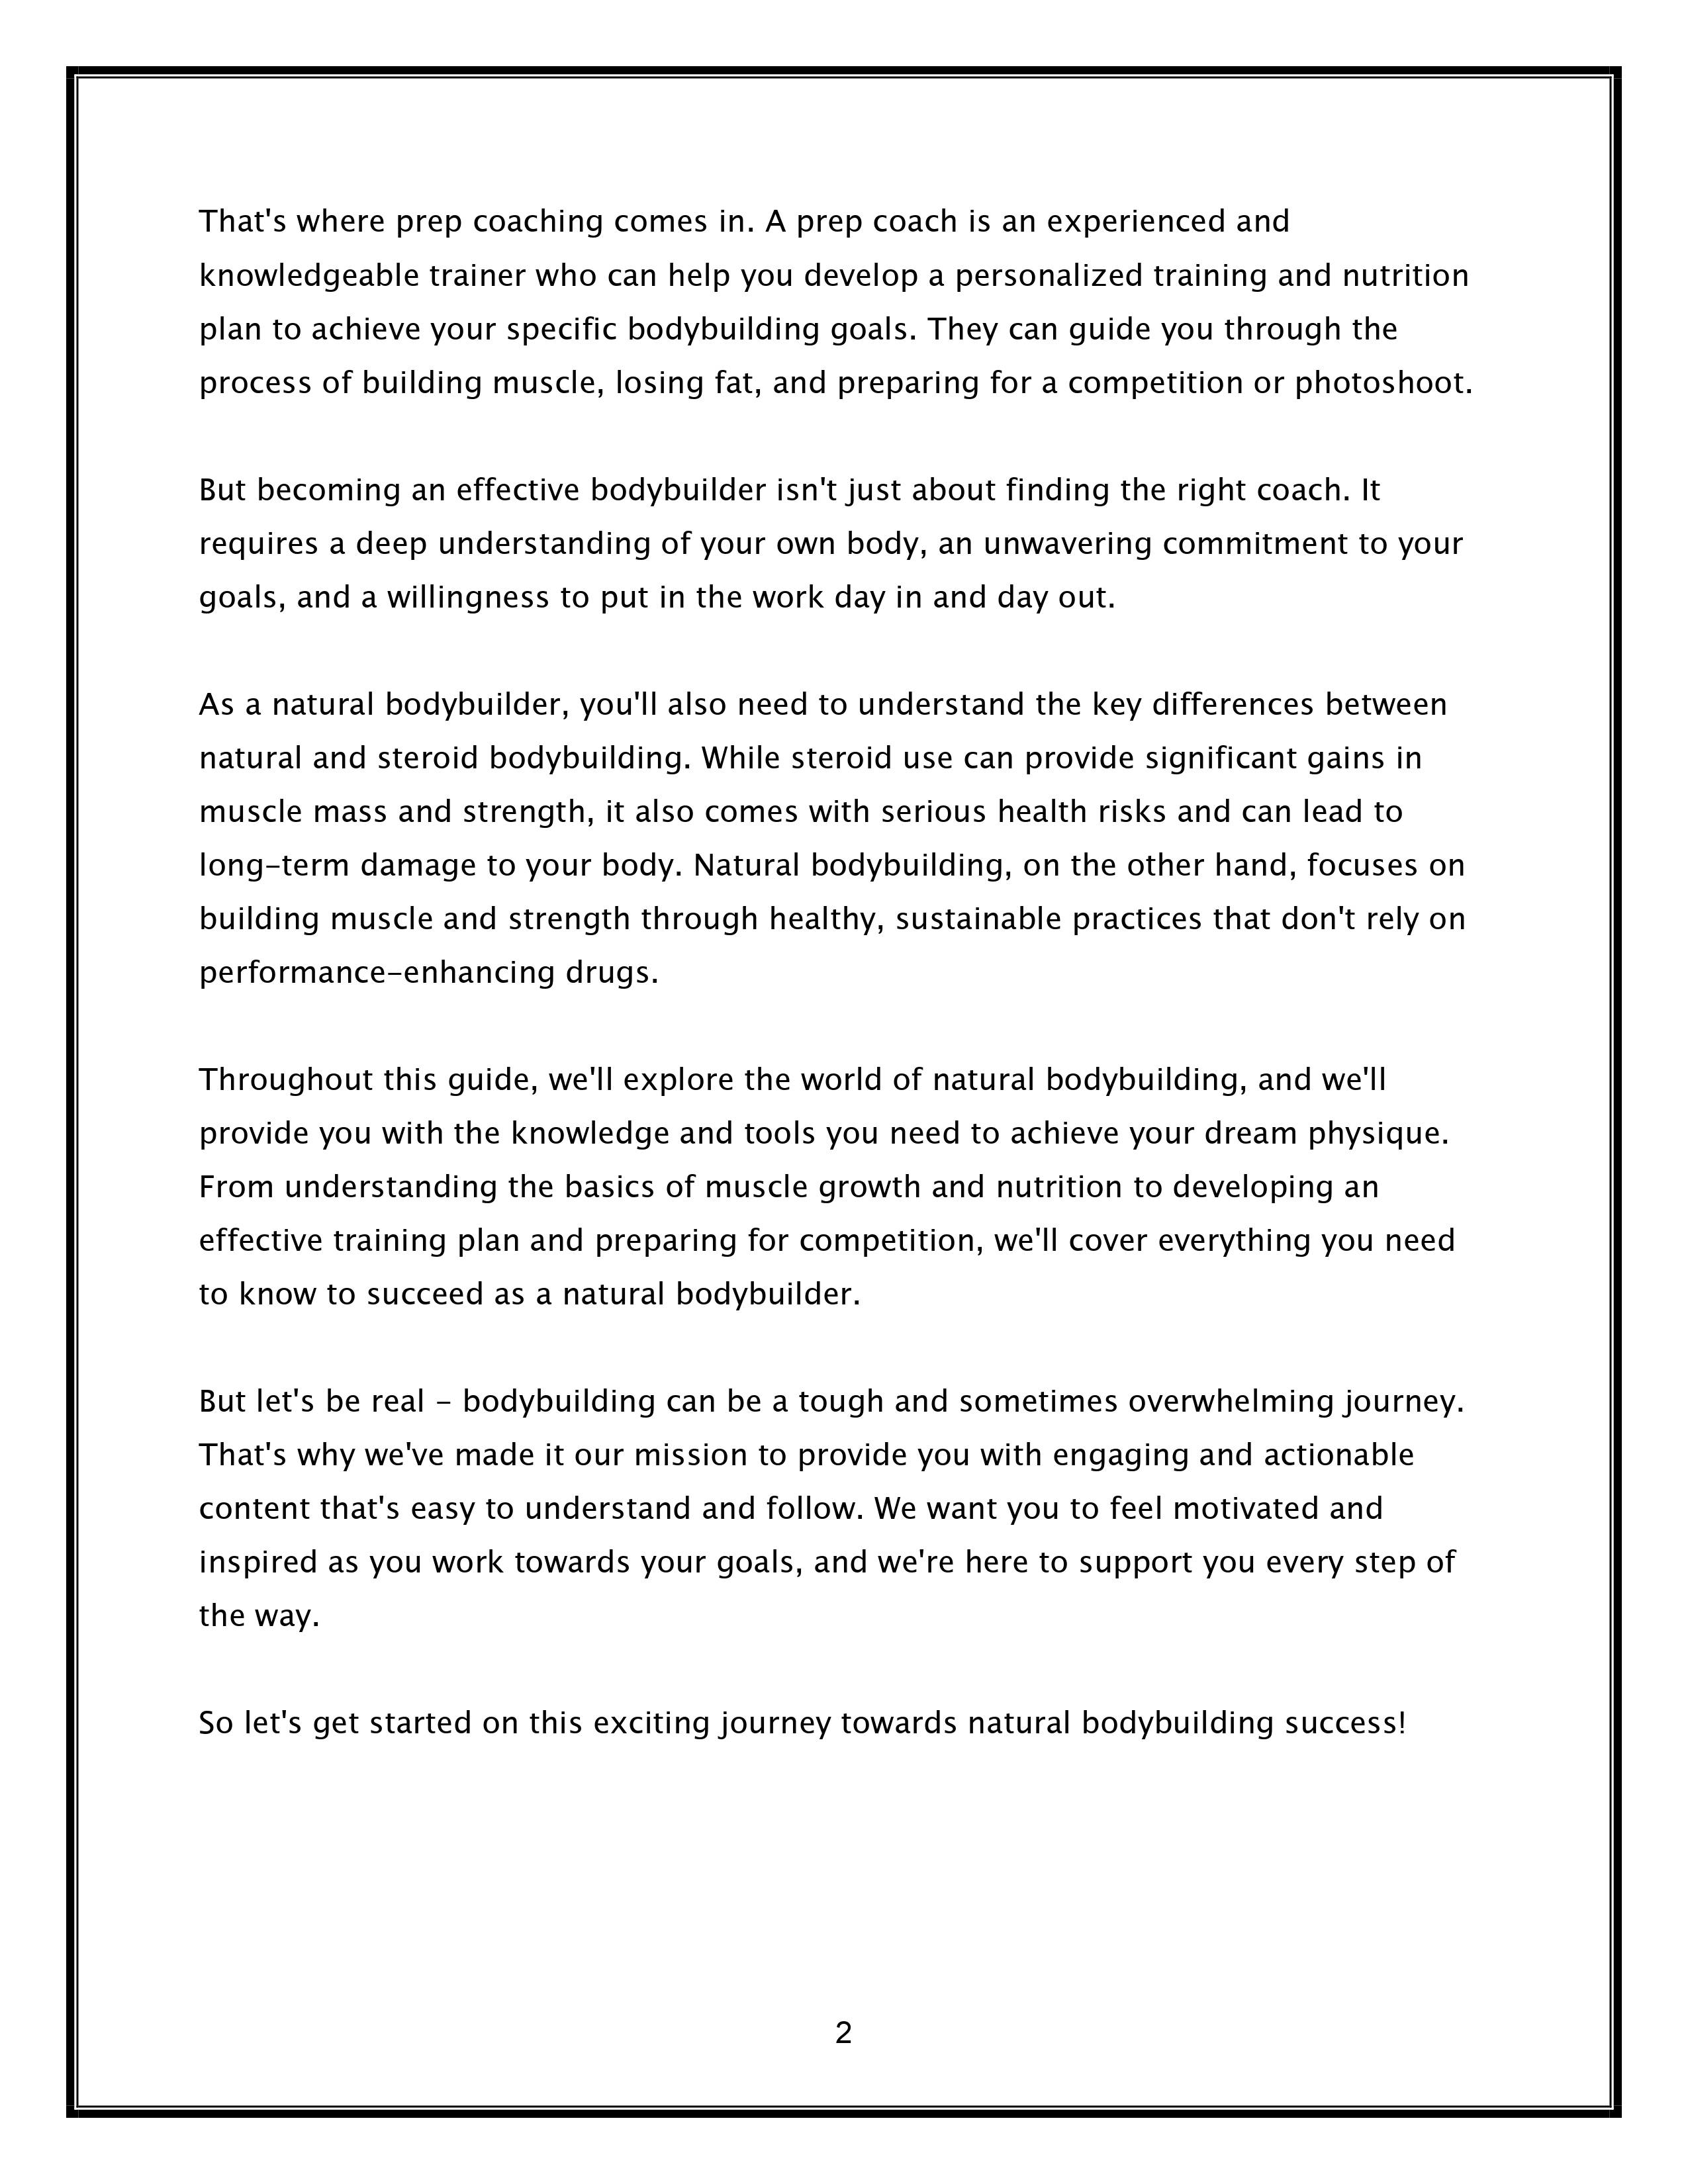 That's where prep coaching comes in. A prep coach is an experienced and
knowledgeable trainer who can help you develop a personalized training and nutrition
plan to achieve your specific bodybuilding goals. They can guide you through the
process of building muscle, losing fat, and preparing for a competition or photoshoot.
But becoming an effective bodybuilder isn't just about finding the right coach. It
requires a deep understanding of your own body, an unwavering commitment to your
goals, and a willingness to put in the work day in and day out.
As a natural bodybuilder, you'll also need to understand the key differences between
natural and steroid bodybuilding. While steroid use can provide significant gains in
muscle mass and strength, it also comes with serious health risks and can lead to
long-term damage to your body. Natural bodybuilding, on the other hand, focuses on
building muscle and strength through healthy, sustainable practices that don't rely on
performance-enhancing drugs.
Throughout this guide, we'll explore the world of natural bodybuilding, and we'll
provide you with the knowledge and tools you need to achieve your dream physique.
From understanding the basics of muscle growth and nutrition to developing an
effective training plan and preparing for competition, we'll cover everything you need
to know to succeed as a natural bodybuilder.
But let's be real - bodybuilding can be a tough and sometimes overwhelming journey.
That's why we've made it our mission to provide you with engaging and actionable
content that's easy to understand and follow. We want you to feel motivated and
inspired as you work towards your goals, and we're here to support you every step of
the way.
So let's get started on this exciting journey towards natural bodybuilding success!
2